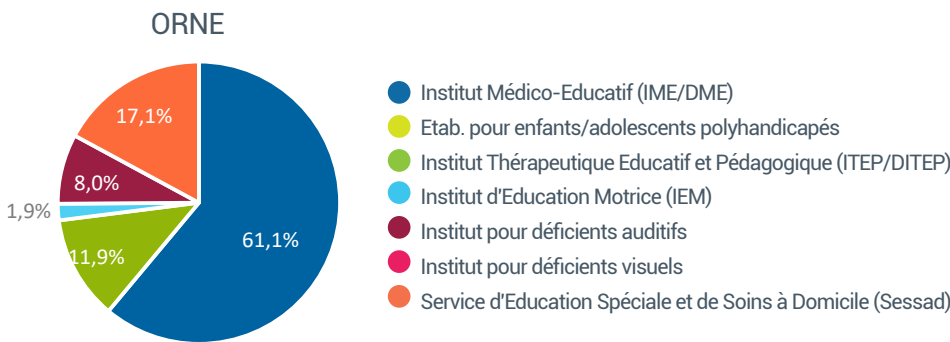 ORNE
17,1%
8,0%
1,9%
11,9%
61,1%
Institut Médico-Educatif (IME/DME)
Etab. pour enfants/adolescents polyhandicapés
Institut Thérapeutique Educatif et Pédagogique (ITEP/DITEP)
Institut d'Education Motrice (IEM)
Institut pour déficients auditifs
Institut pour déficients visuels
Service d'Education Spéciale et de Soins à Domicile (Sessad)